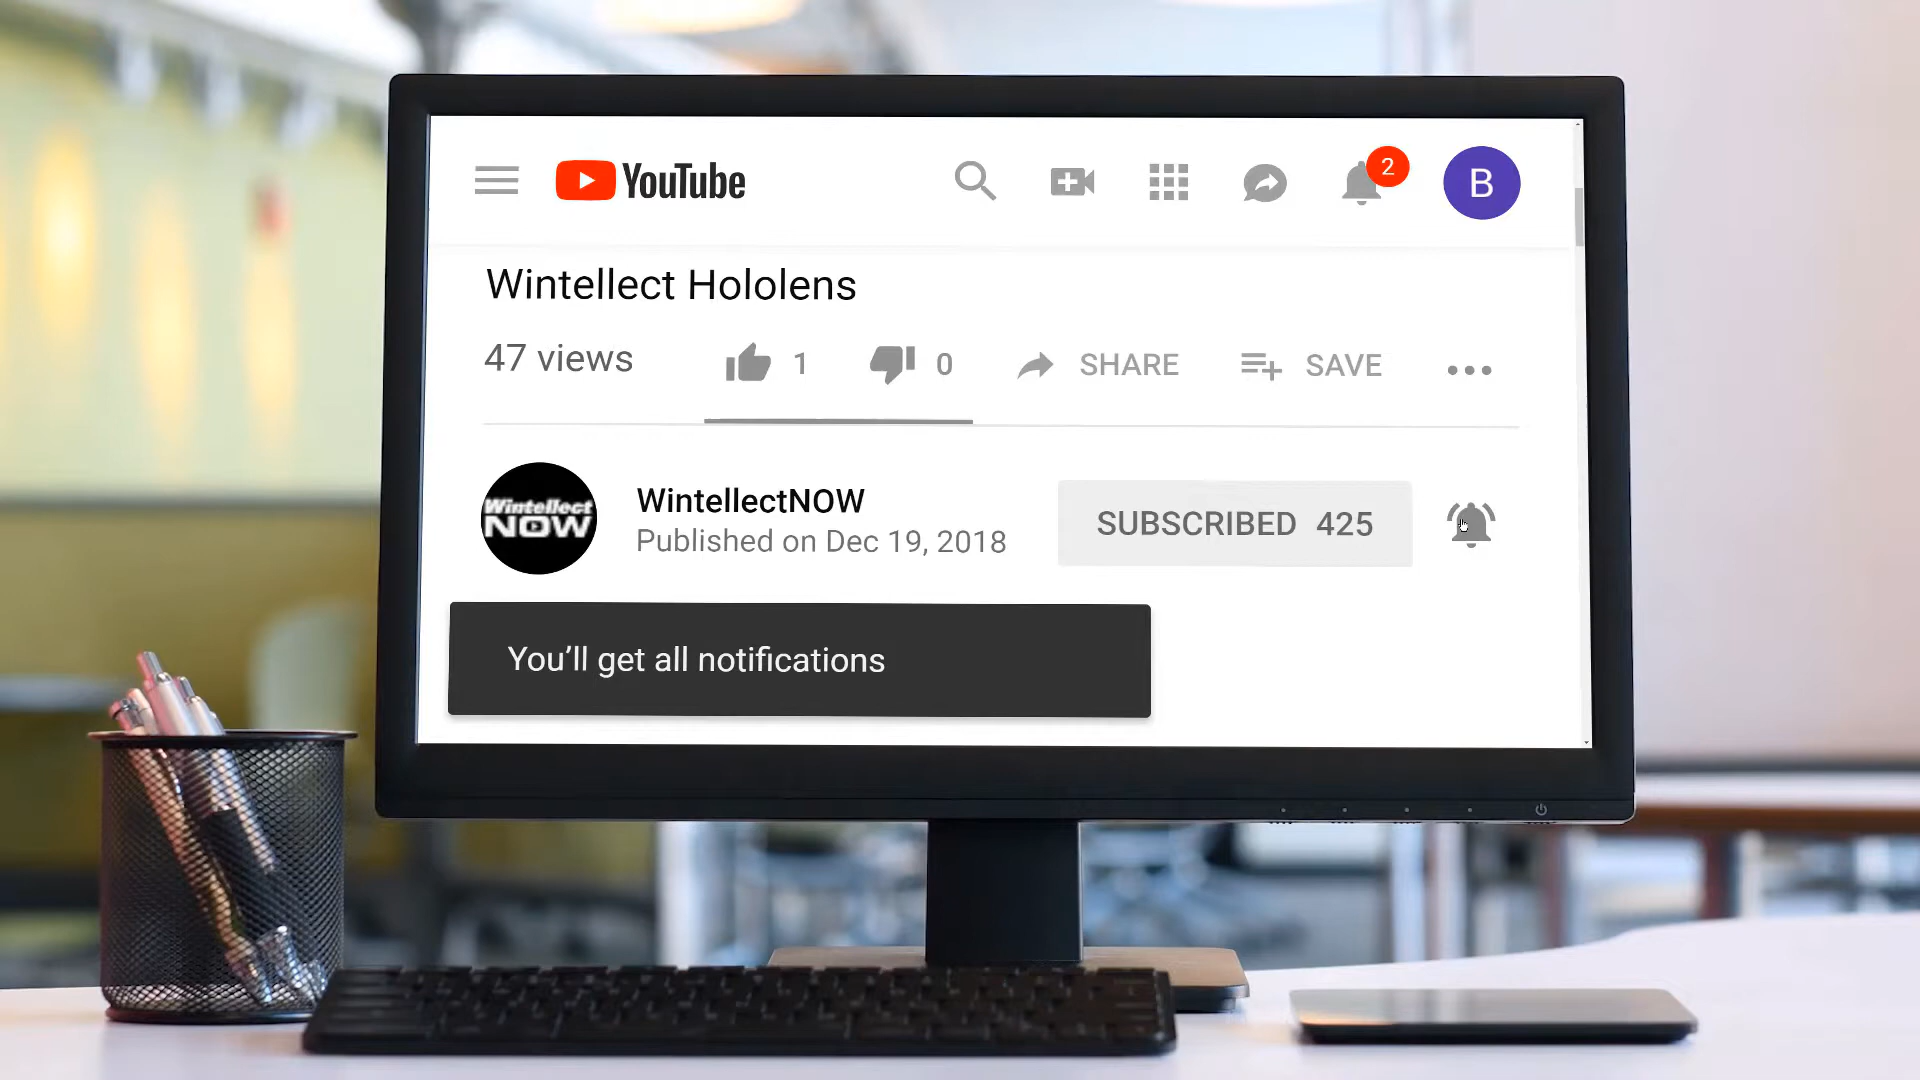 YouTube
2
B
Wintellect Hololens
47 views
1
0
SHARE
SAVE
Wintellect
NOW
WintellectNOW
Published on Dec 19, 2018
SUBSCRIBED 425
You'll get all notifications